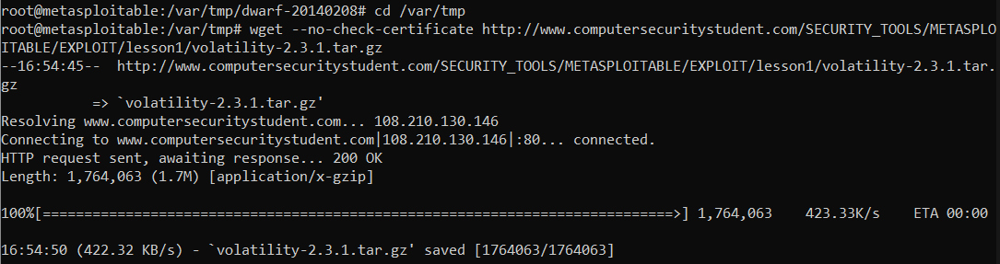 root@metasploitable:/var/tmp/dwarf-20140208# cd /var/tmp
root@metasploitable:/var/tmp# wget --no-check-certificate http://www.computersecuritystudent.com/SECURITY_TOOLS/METASPLO
ITABLE/EXPLOIT/lesson1/volatility-2.3.1.tar.gz
--16:54:45--  http://www.computersecuritystudent.com/SECURITY_TOOLS/METASPLOITABLE/EXPLOIT/lesson1/volatility-2.3.1.tar.
gz
           => `volatility-2.3.1.tar.gz'
Resolving www.computersecuritystudent.com... 108.210.130.146
Connecting to www.computersecuritystudent.com|108.210.130.146|:80... connected.
HTTP request sent, awaiting response... 200 OK
Length: 1,764,063 (1.7M) [application/x-gzip]
100%[============================================================================>] 1,764,063    423.33K/s    ETA 00:00
16:54:50 (422.32 KB/s) - `volatility-2.3.1.tar.gz' saved [1764063/1764063]